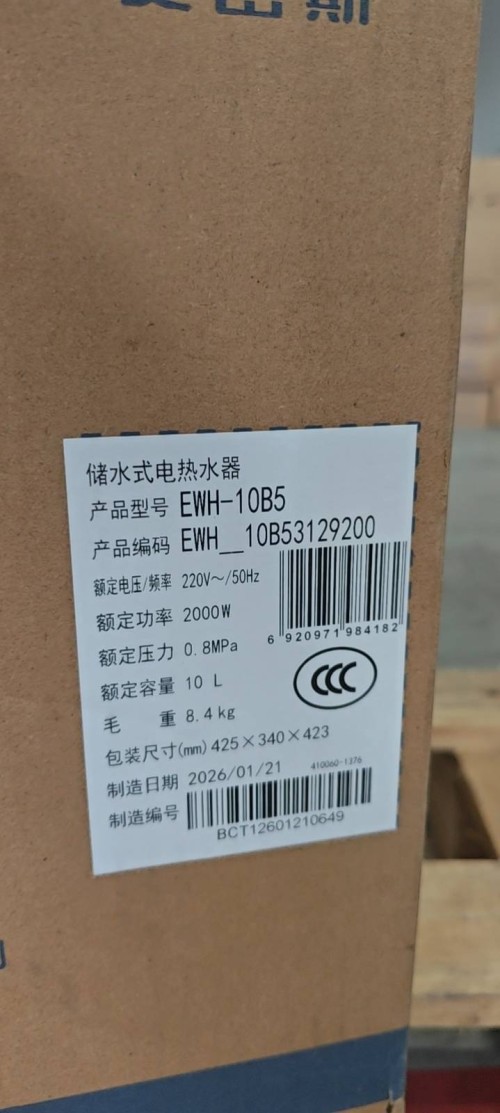 斯
储水式电热水器
产品型号 EWH-10B5
产品编码 EWH__10B53129200
额定电压/频率 220V～/50Hz
额定功率 2000W
6 920971 984182
额定压力 0.8MPa
CCC
额定容量 10 L
毛 重 8.4kg
包装尺寸(mm) 425×340×423
制造日期 2026/01/21
410060-1376
制造编号
BCT12601210649